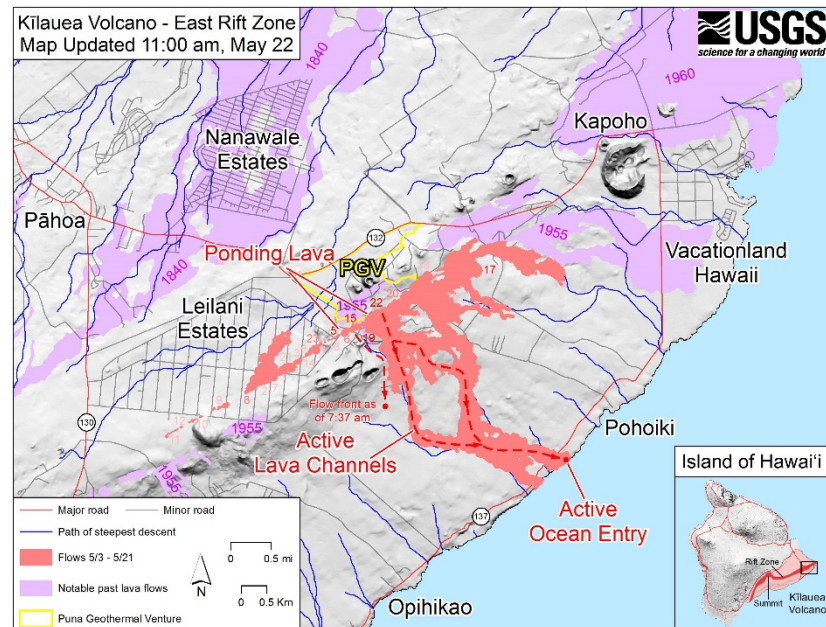 Kīlauea Volcano - East Rift Zone
Map Updated 11:00 am, May 22
USGS
science for a changing world
1840
1960
Nanawale
Estates
Kapoho
Pāhoa
132
1955
Ponding Lava
PGV
Vacationland
Hawaii
1840
17
Leilani
Estates
1955
22
15
5
19
8
Flow front as
of 7:37 am
130
1955
Active
Lava Channels
Pohoiki
1955
Active
Ocean Entry
137
Opihikao
Island of Hawaiʻi
Rift Zone
Summit
Kīlauea
Volcano
Major road
Minor road
Path of steepest descent
Flows 5/3 - 5/21
Notable past lava flows
Puna Geothermal Venture
N
0 0.5 mi
0 0.5 Km